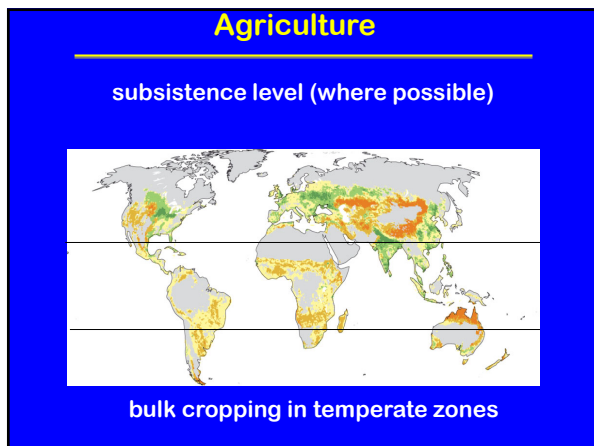 Agriculture
subsistence level (where possible)
bulk cropping in temperate zones